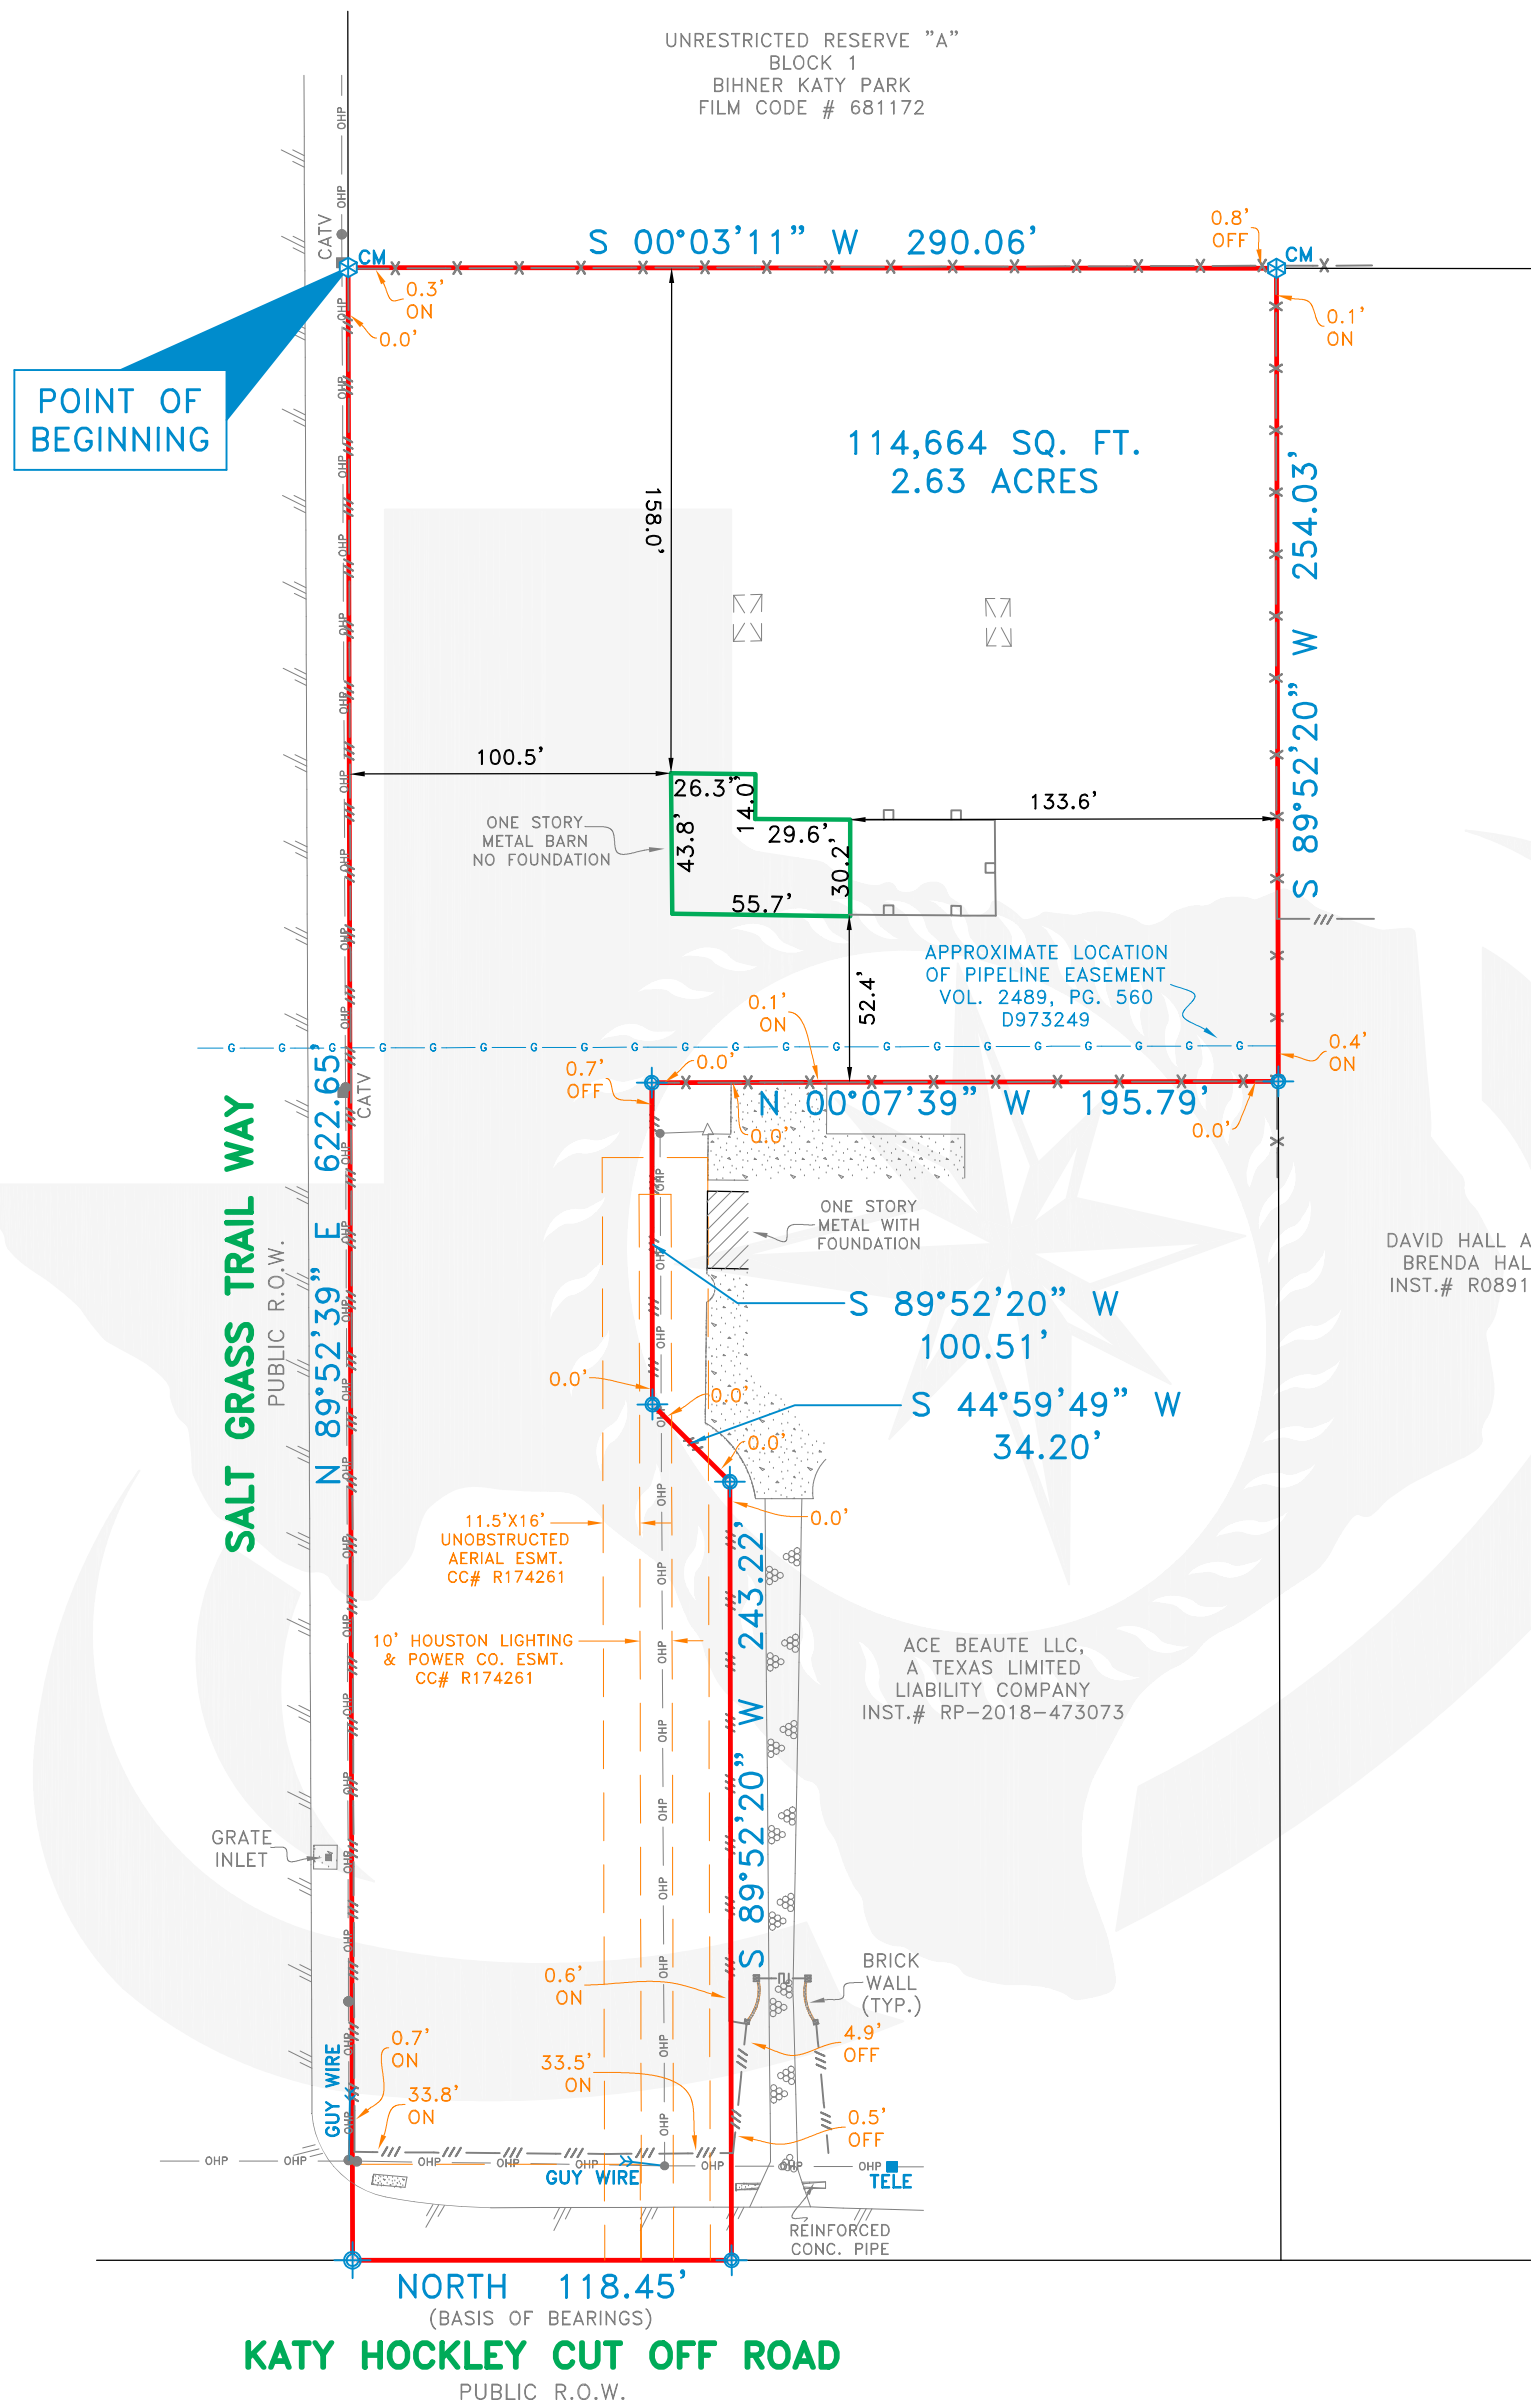 UNRESTRICTED RESERVE "A"
BLOCK 1
BIHNER KATY PARK
FILM CODE # 681172
OHP
OHP
CATV
CM
S 00°03'11" W 290.06'
0.8'
OFF
CM
0.3'
ON
0.0'
0.1'
ON
POINT OF
BEGINNING
114,664 SQ. FT.
2.63 ACRES
158.0'
S 89°52'20" W 254.03'
100.5'
26.3'
14.0'
133.6'
ONE STORY
METAL BARN
NO FOUNDATION
43.8'
29.6'
30.2'
55.7'
52.4'
APPROXIMATE LOCATION
OF PIPELINE EASEMENT
VOL. 2489, PG. 560
D973249
0.1'
ON
G G G G G G G G G G G G G G G G G G G G G
0.7'
OFF
0.0'
0.4'
ON
CATV
N 00°07'39" W 195.79'
0.0'
0.0'
N 89°52'39" E 622.65'
SALT GRASS TRAIL WAY
PUBLIC R.O.W.
ONE STORY
METAL WITH
FOUNDATION
DAVID HALL A
BRENDA HAL
INST.# R0891
S 89°52'20" W
100.51'
0.0'
0.0'
S 44°59'49" W
34.20'
0.0'
0.0'
11.5'X16'
UNOBSTRUCTED
AERIAL ESMT.
CC# R174261
S 89°52'20" W 243.22'
10' HOUSTON LIGHTING
& POWER CO. ESMT.
CC# R174261
ACE BEAUTE LLC,
A TEXAS LIMITED
LIABILITY COMPANY
INST.# RP-2018-473073
GRATE
INLET
BRICK
WALL
(TYP.)
0.6'
ON
4.9'
OFF
0.7'
ON
33.5'
ON
GUY WIRE
33.8'
ON
0.5'
OFF
OHP OHP OHP OHP OHP OHP OHP
GUY WIRE
TELE
REINFORCED
CONC. PIPE
NORTH 118.45'
(BASIS OF BEARINGS)
KATY HOCKLEY CUT OFF ROAD
PUBLIC R.O.W.